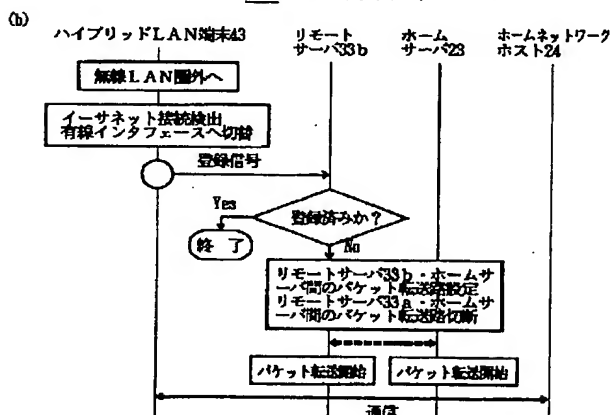 (b)
ハイブリッドLAN端末43
リモート
サーバ33b
ホーム
サーバ23
ホームネットワーク
ホスト24
無線LAN圏外へ
イーサネット接続検出
有線インタフェースへ切替
登録信号
Yes
登録済みか?
終 了
No
リモートサーバ33b・ホームサ
ーバ間のパケット転送路設定
リモートサーバ33a・ホームサ
ーバ間のパケット転送路切断
パケット転送開始
パケット転送開始
通信